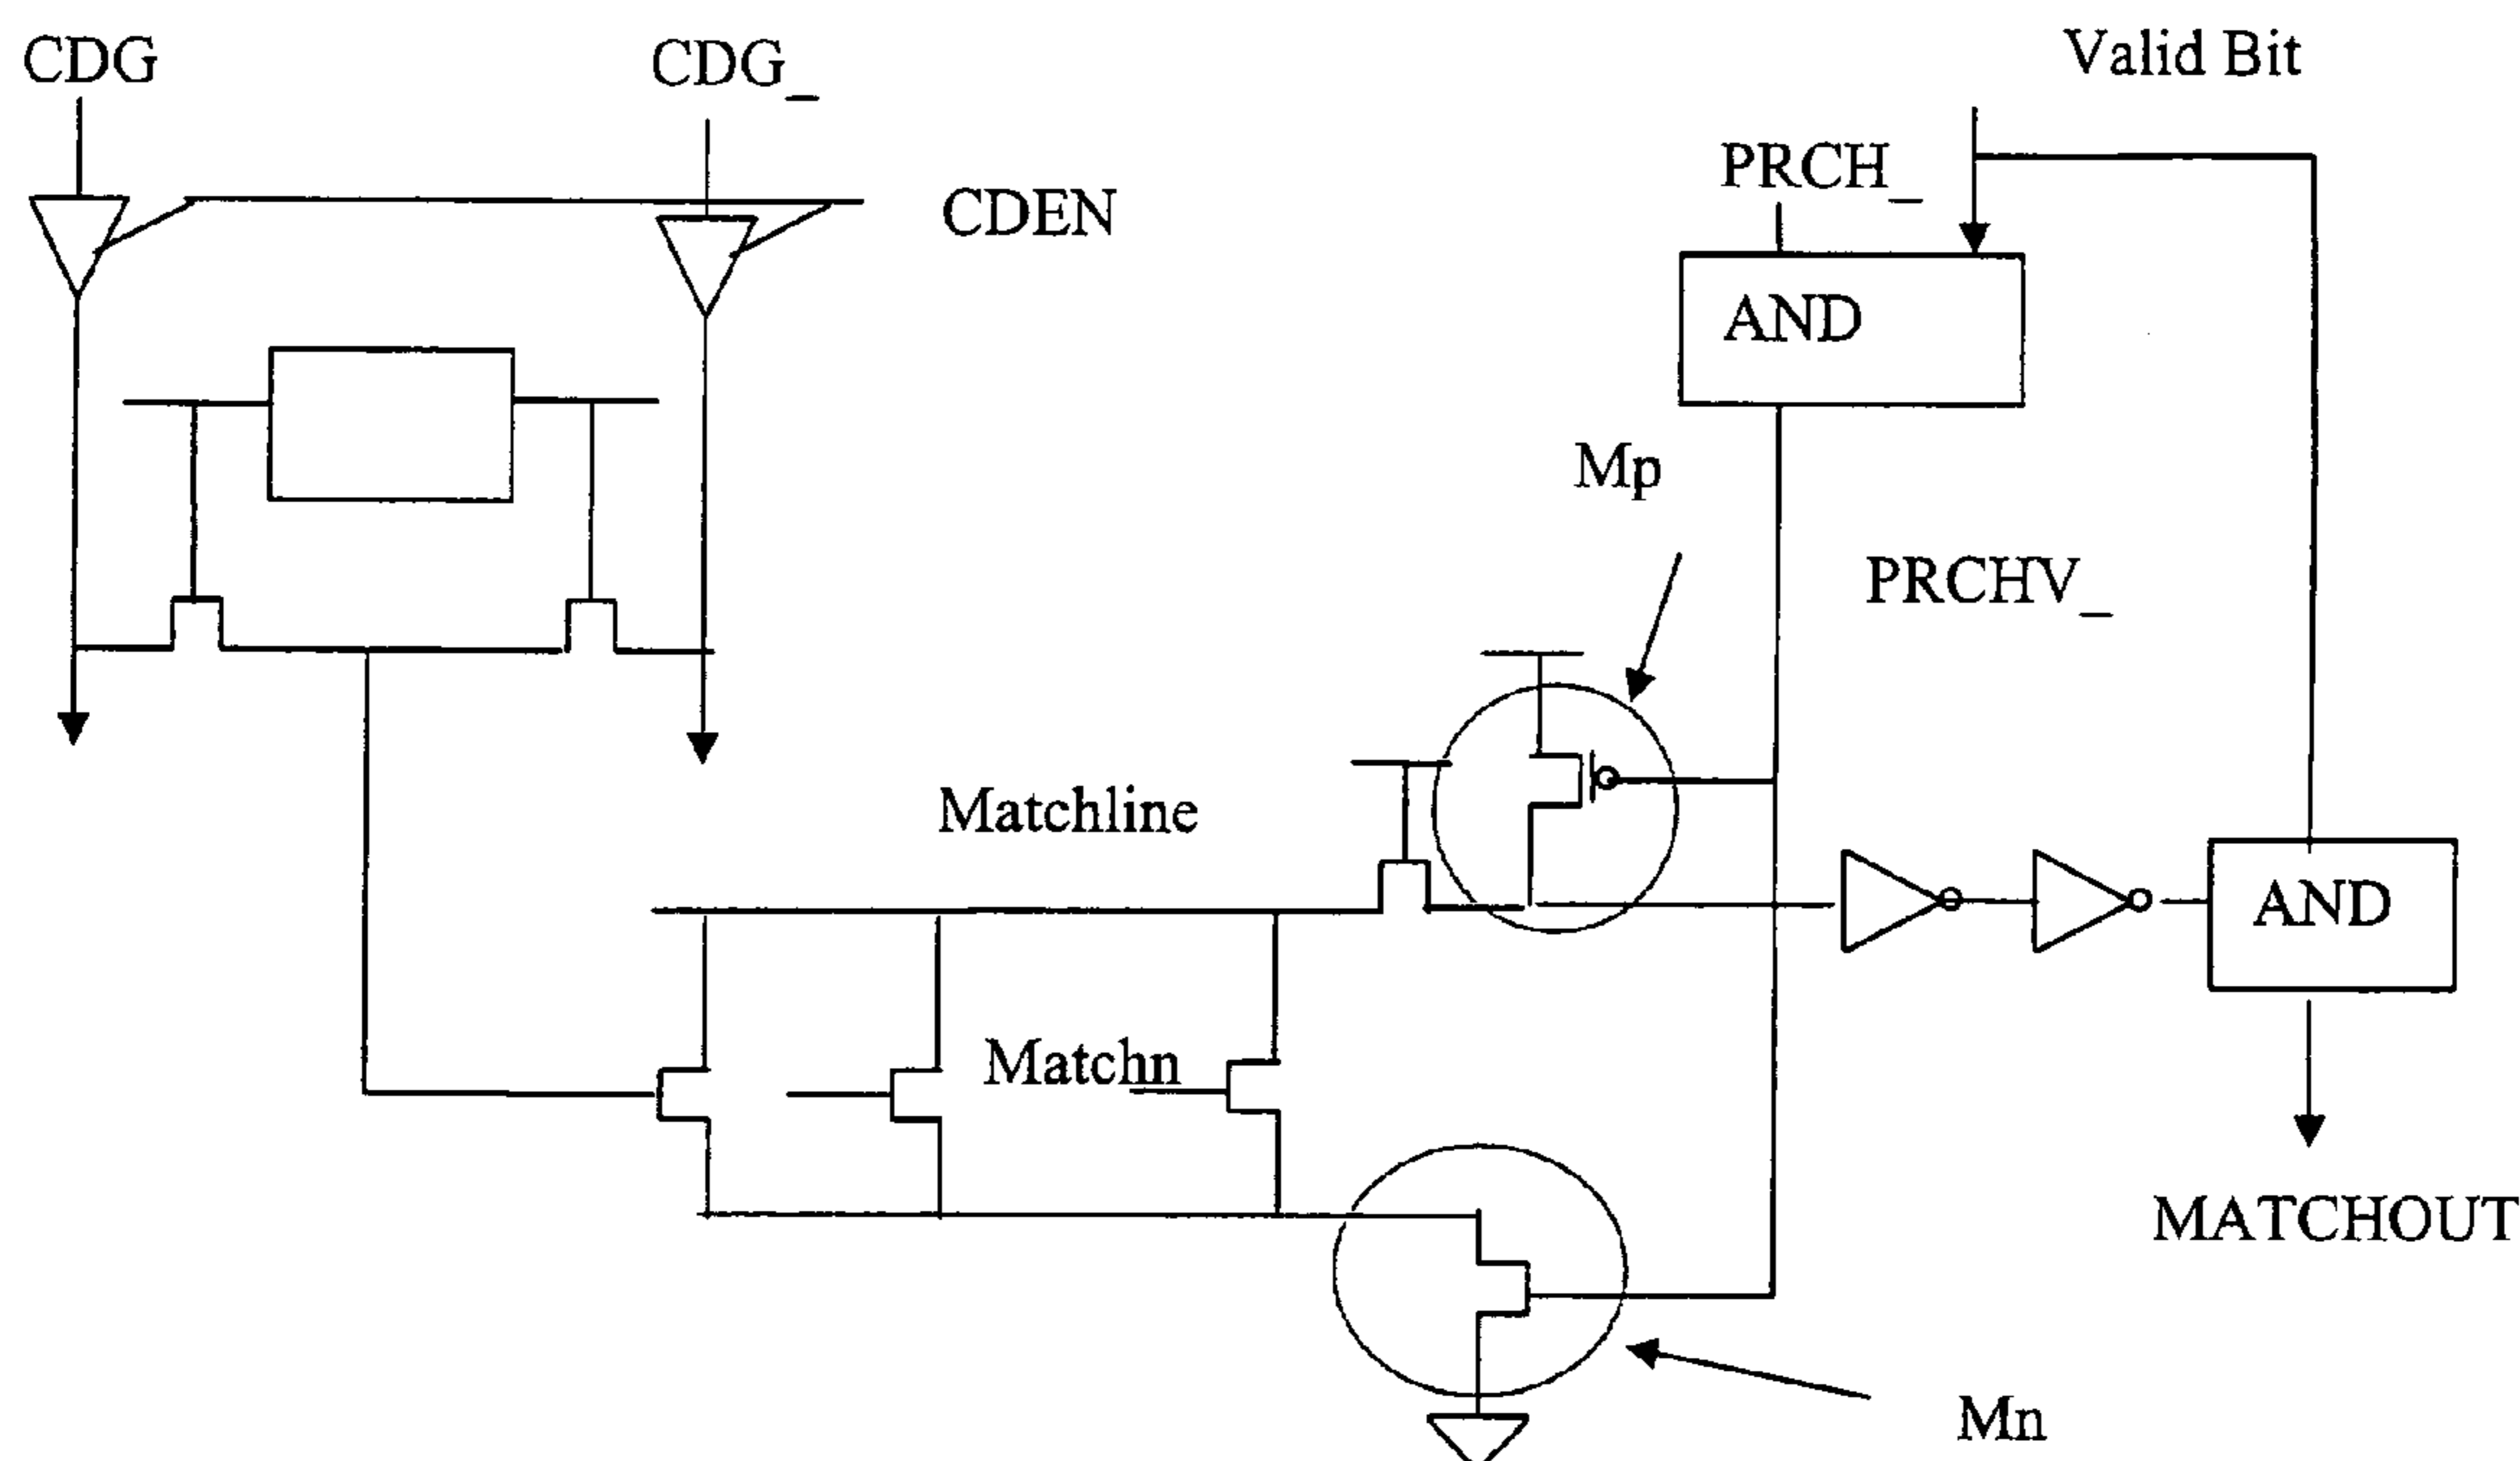 CDG
CDG_
Valid Bit
PRCH_
CDEN
AND
Mp
PRCHV_
Matchline
AND
Matchn
MATCHOUT
Mn